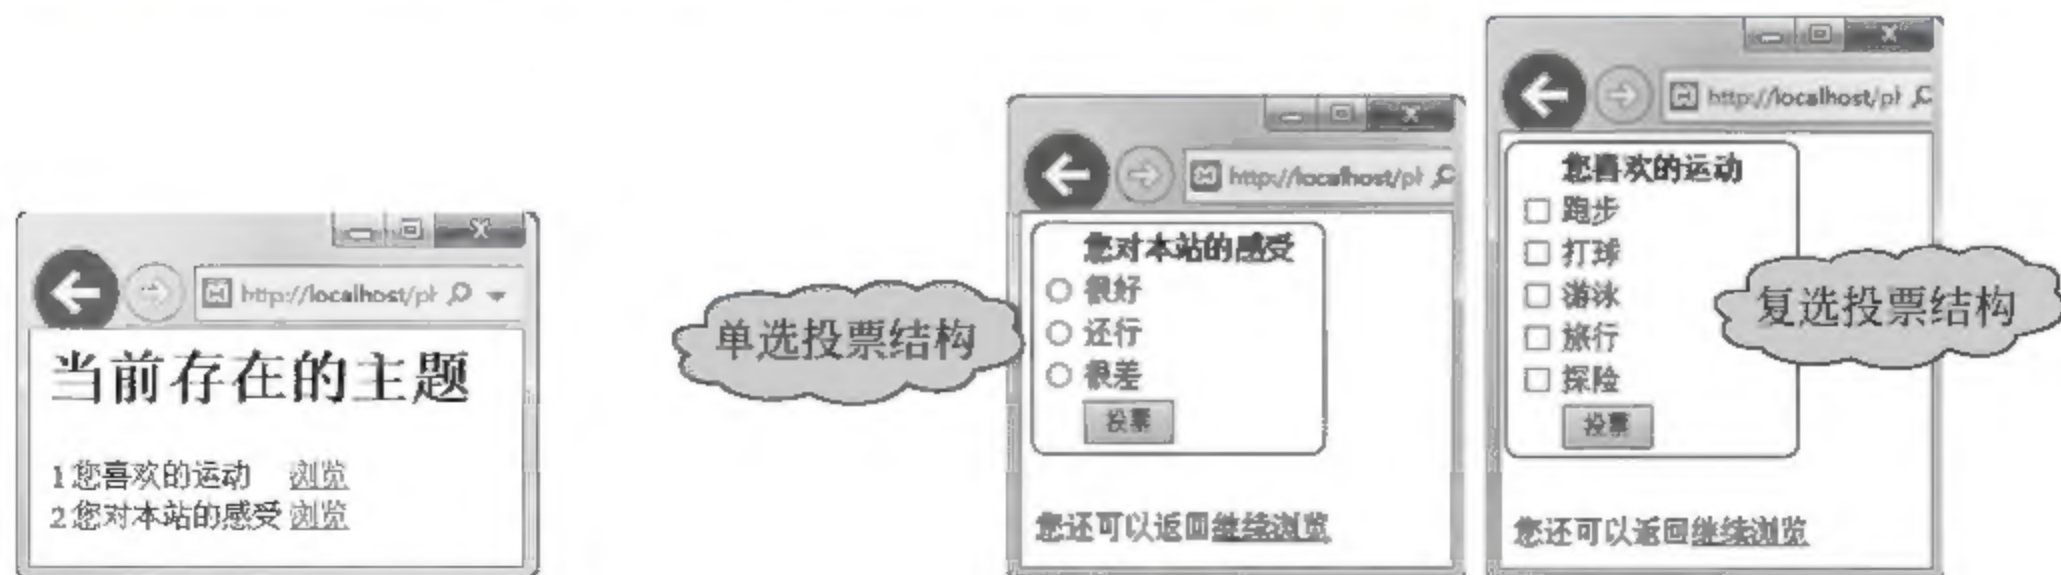 http://localhost/pl
当前存在的主题
1 您喜欢的运动 浏览
2 您对本站的感受 浏览
单选投票结构
http://localhost/pl
您对本站的感受
很好
还行
很差
投票
您还可以返回继续浏览
http://localhost/pl
您喜欢的运动
跑步
打球
游泳
旅行
探险
投票
您还可以返回继续浏览
复选投票结构